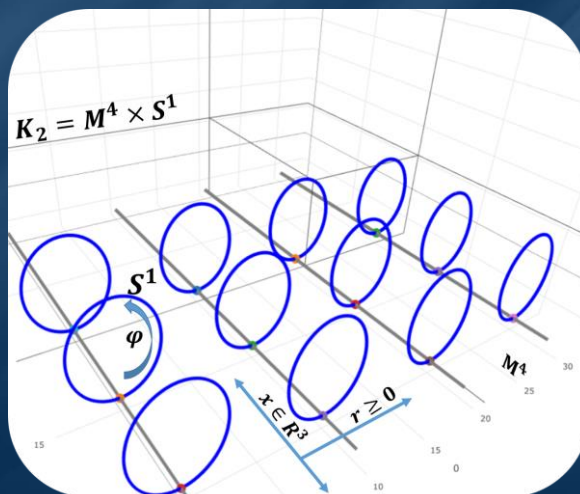 K₂ = M⁴ × S¹
S¹
φ
x ∈ R³
r ≥ 0
M⁴
30
25
20
15
0
10
15